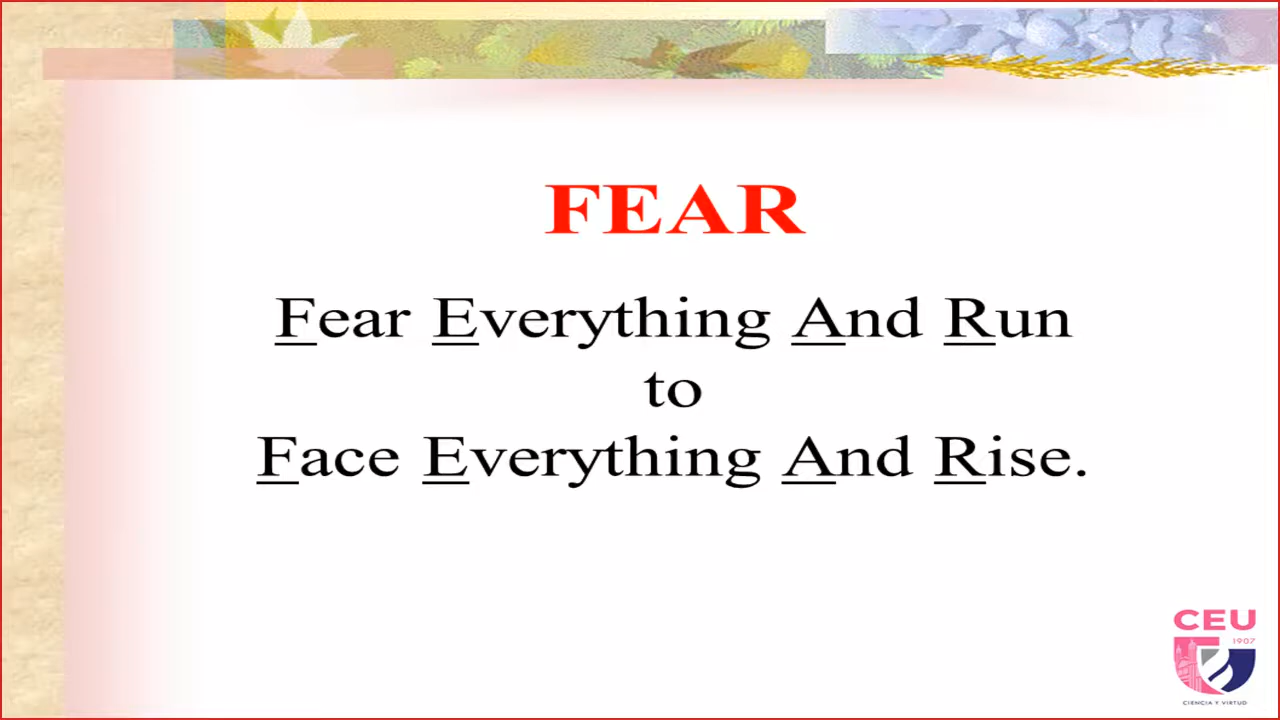 FEAR
Fear Everything And Run
to
Face Everything And Rise.
CEU
1907
CIENCIA Y VIRTUD